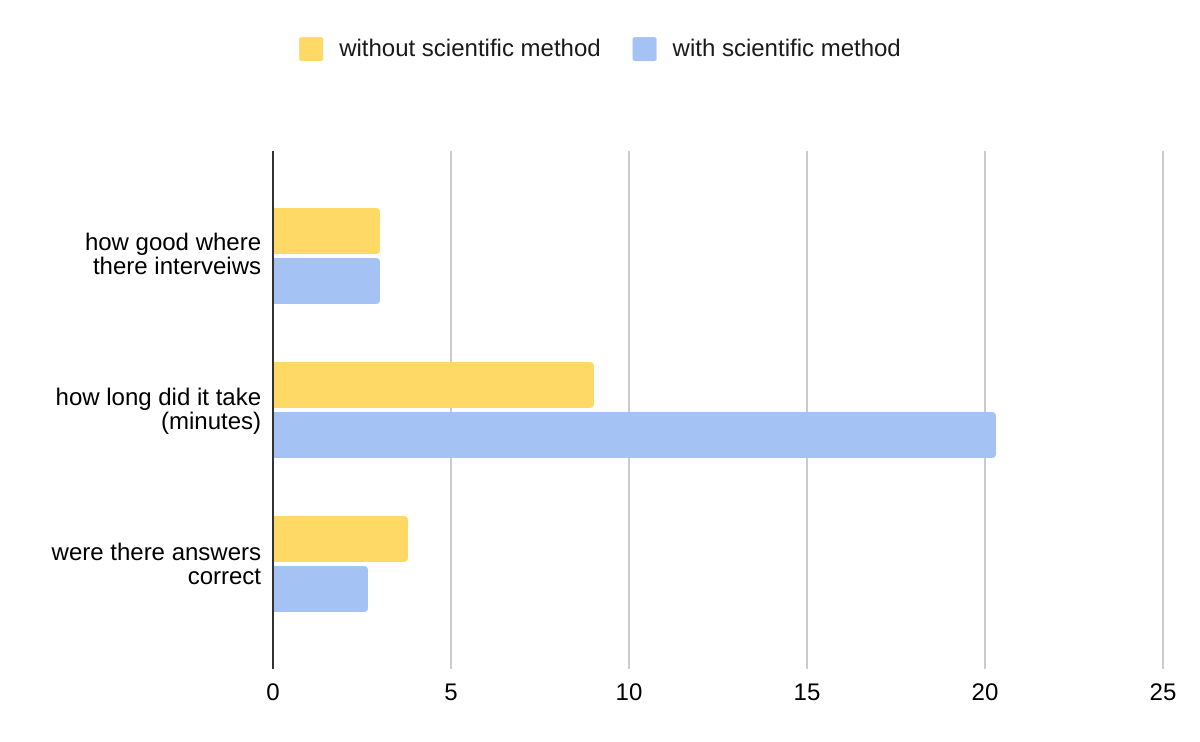 without scientific method
with scientific method
how good where
there interveiws
how long did it take
(minutes)
were there answers
correct
0
5
10
15
20
25